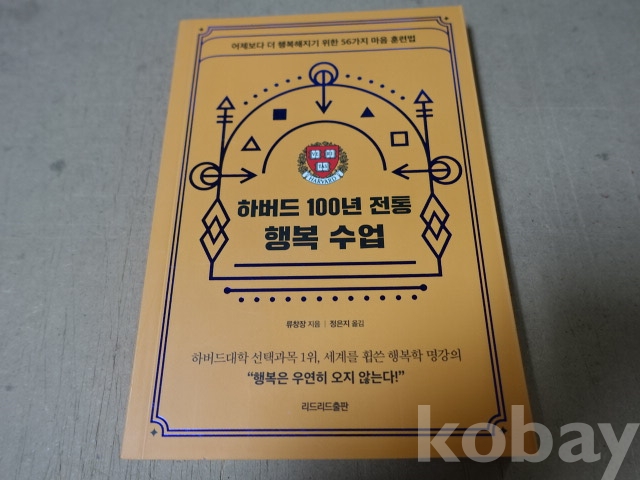 어제보다 더 행복해지기 위한 56가지 마음 훈련법
HARVARD
하버드 100년 전통
행복 수업
류창장 지음 | 정은지 옮김
하버드대학 선택과목 1위, 세계를 휩쓴 행복학 명강의
“행복은 우연히 오지 않는다!”
리드리드출판
kobay